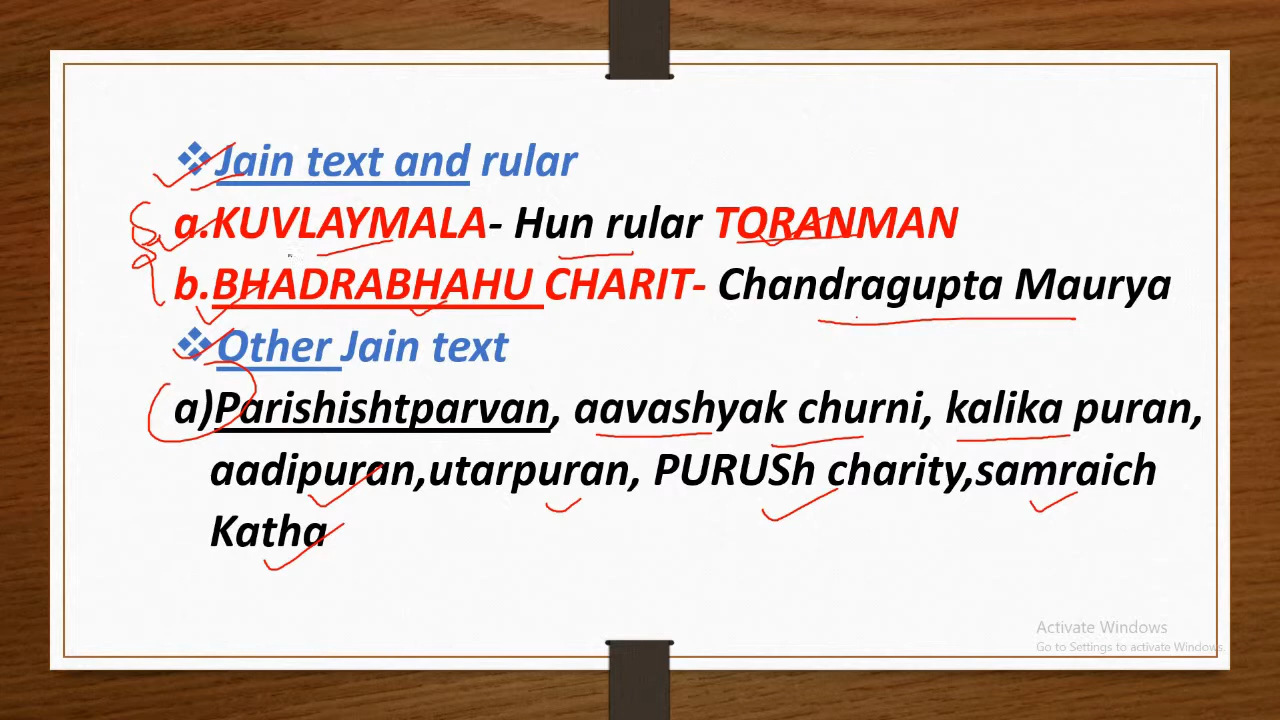 ❖Jain text and rular
a.KUVLAYMALA- Hun rular TORANMAN
b.BHADRABHAHU CHARIT- Chandragupta Maurya
❖Other Jain text
a)Parishishtparvan, aavashyak churni, kalika puran,
aadipuran,utarpuran, PURUSh charity,samraich
Katha
Activate Windows
Go to Settings to activate Windows.